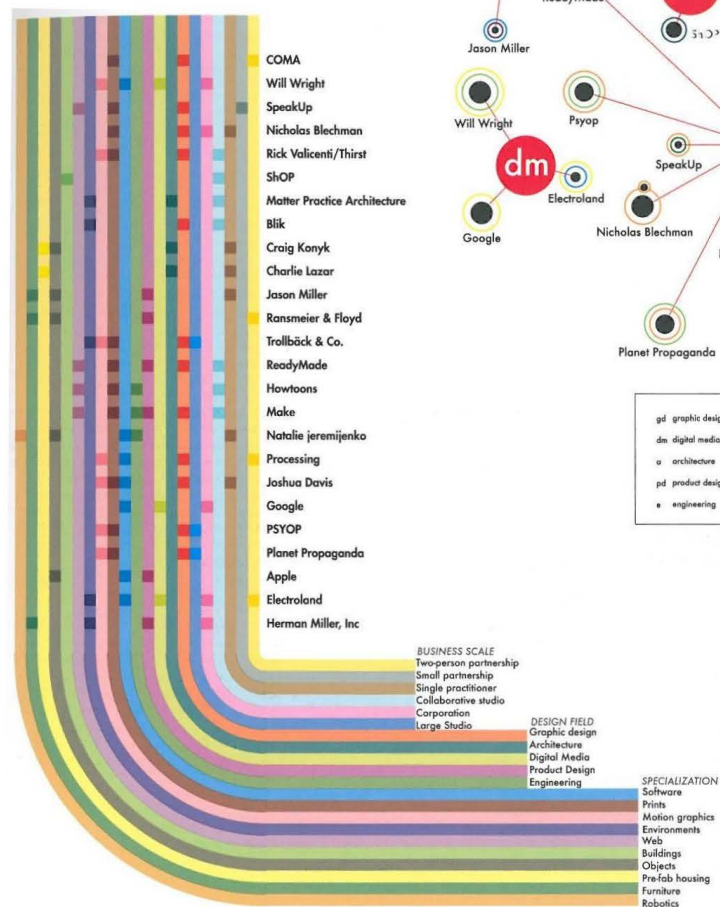 COMA
Will Wright
SpeakUp
Nicholas Blechman
Rick Valicenti/Thirst
ShOP
Matter Practice Architecture
Blik
Craig Konyk
Charlie Lazar
Jason Miller
Ransmeier & Floyd
Trollbäck & Co.
ReadyMade
Howtoons
Make
Natalie jeremijenko
Processing
Joshua Davis
Google
PSYOP
Planet Propaganda
Apple
Electroland
Herman Miller, Inc
BUSINESS SCALE
Two-person partnership
Small partnership
Single practitioner
Collaborative studio
Corporation
Large Studio
DESIGN FIELD
Graphic design
Architecture
Digital Media
Product Design
Engineering
SPECIALIZATION
Software
Prints
Motion graphics
Environments
Web
Buildings
Objects
Pre-fab housing
Furniture
Robotics
Jason Miller
Will Wright
Psyop
dm
SpeakUp
Electroland
Google
Nicholas Blechman
Planet Propaganda
gd graphic desig
dm digital media
a architecture
pd product desig
e engineering